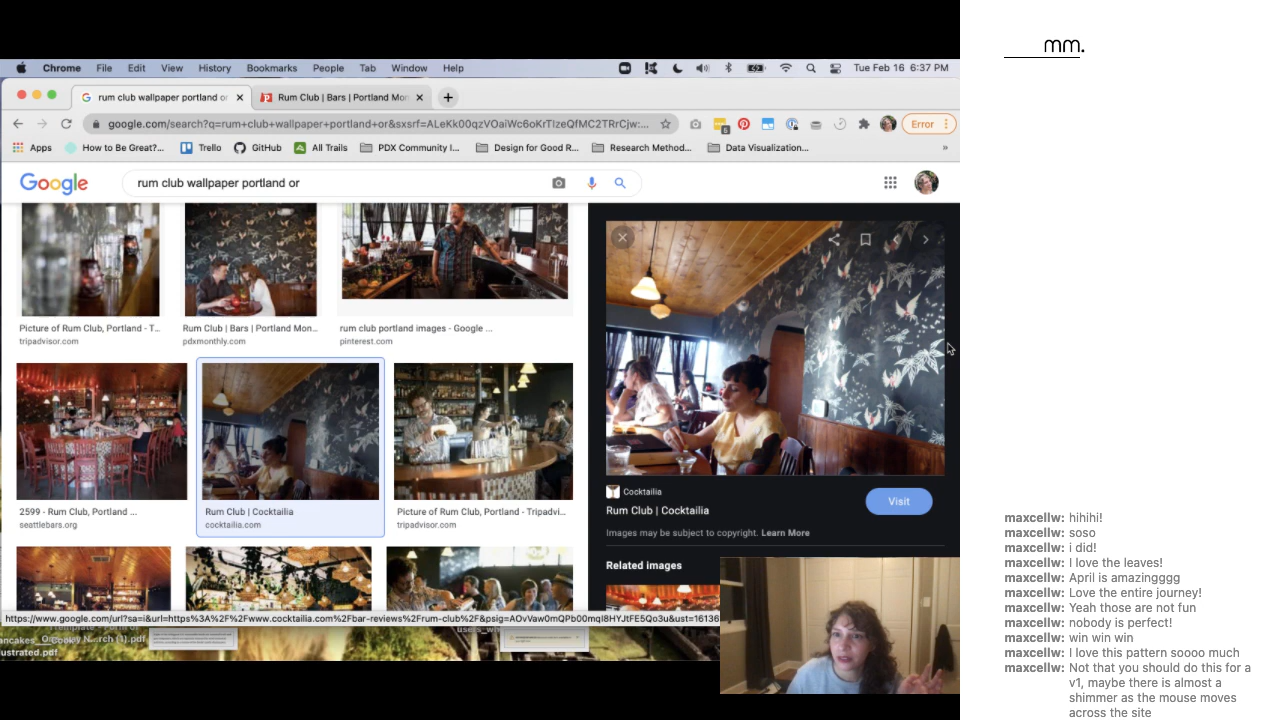 mm.
Chrome File Edit View History Bookmarks People Tab Window Help Tue Feb 16 6:37 PM
rum club wallpaper portland or Rum Club | Bars | Portland Mon
google.com/search?q=rum+club+wallpaper+portland+or&sxsrf=ALeKk00qzVOaiWc6oKrTIzeQfMC2TRrCjw:... Error
Apps How to Be Great?... Trello GitHub All Trails PDX Community I... Design for Good R... Research Method... Data Visualization... »
Google rum club wallpaper portland or
Picture of Rum Club, Portland - T...
tripadvisor.com
Rum Club | Bars | Portland Mon...
pdxmonthly.com
rum club portland images - Google ...
pinterest.com
2599 - Rum Club, Portland ...
seattlebars.org
Rum Club | Cocktailia
cocktailia.com
Picture of Rum Club, Portland - Tripadvi...
tripadvisor.com
Cocktailia
Rum Club | Cocktailia
Visit
Images may be subject to copyright. Learn More
Related images
https://www.google.com/url?sa=i&url=https%3A%2F%2Fwww.cocktailia.com%2Fbar-reviews%2Frum-club%2F&psig=AOvVaw0mQPb00mqI8HYJtFE5Qo3u&ust=16136
maxcellw: hihihi!
maxcellw: soso
maxcellw: i did!
maxcellw: I love the leaves!
maxcellw: April is amazingggg
maxcellw: Love the entire journey!
maxcellw: Yeah those are not fun
maxcellw: nobody is perfect!
maxcellw: win win win
maxcellw: I love this pattern soooo much
maxcellw: Not that you should do this for a
v1, maybe there is almost a
shimmer as the mouse moves
across the site